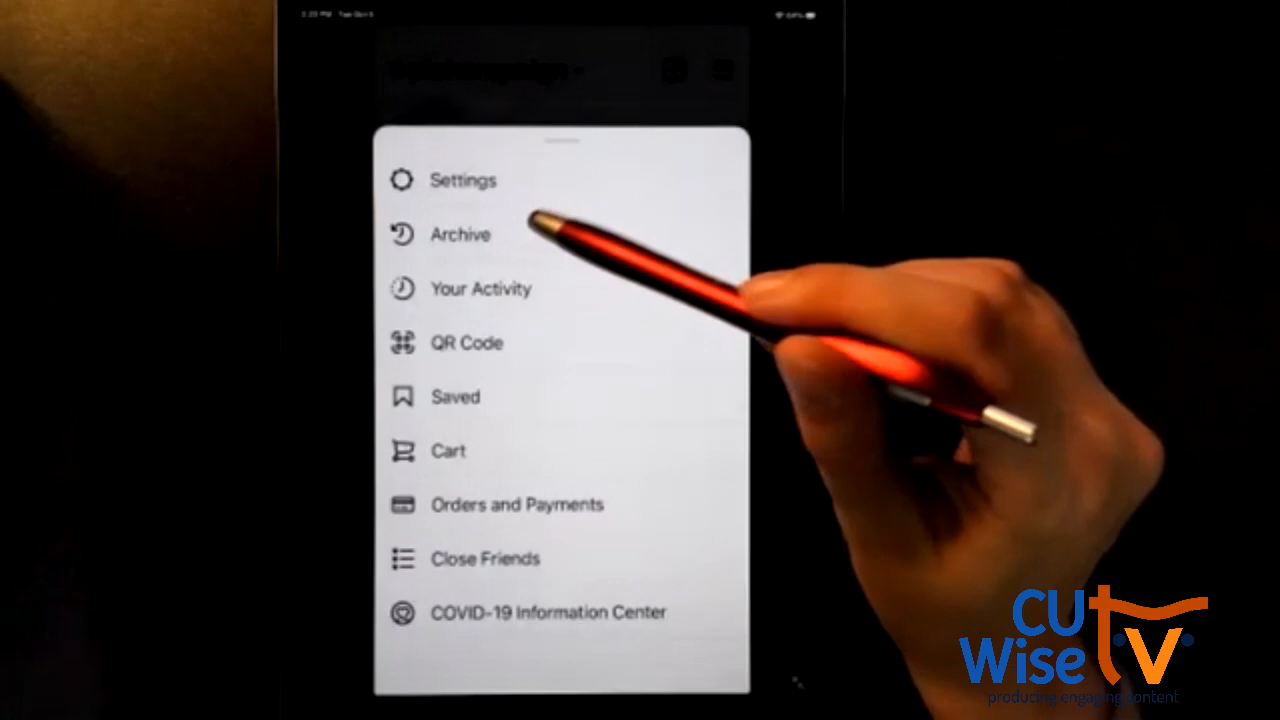 Settings
Archive
Your Activity
QR Code
Saved
Cart
Orders and Payments
Close Friends
COVID-19 Information Center
CU
Wise tv
producing engaging content